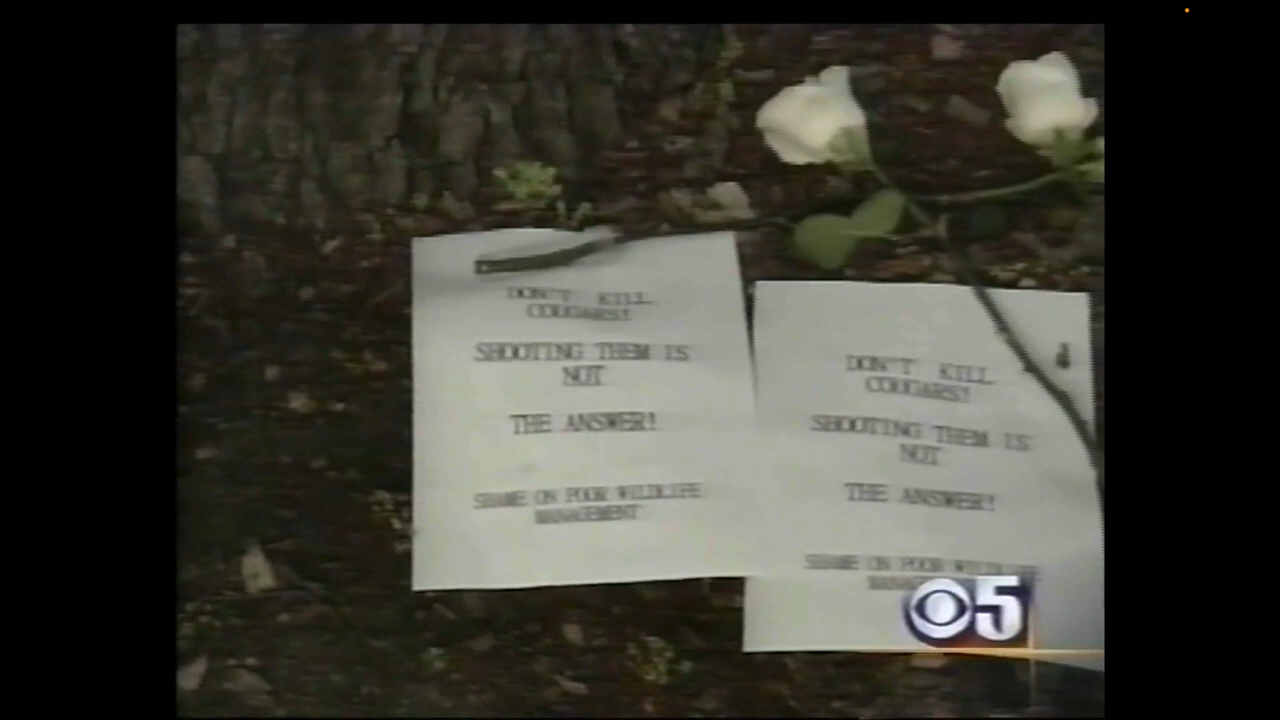 DON'T KILL
COUGARS!
SHOOTING THEM IS
NOT
THE ANSWER!
SHAME ON POOR WILDLIFE
MANAGEMENT
DON'T KILL
COUGARS!
SHOOTING THEM IS
NOT
THE ANSWER!
SHAME ON POOR WILDLIFE
5